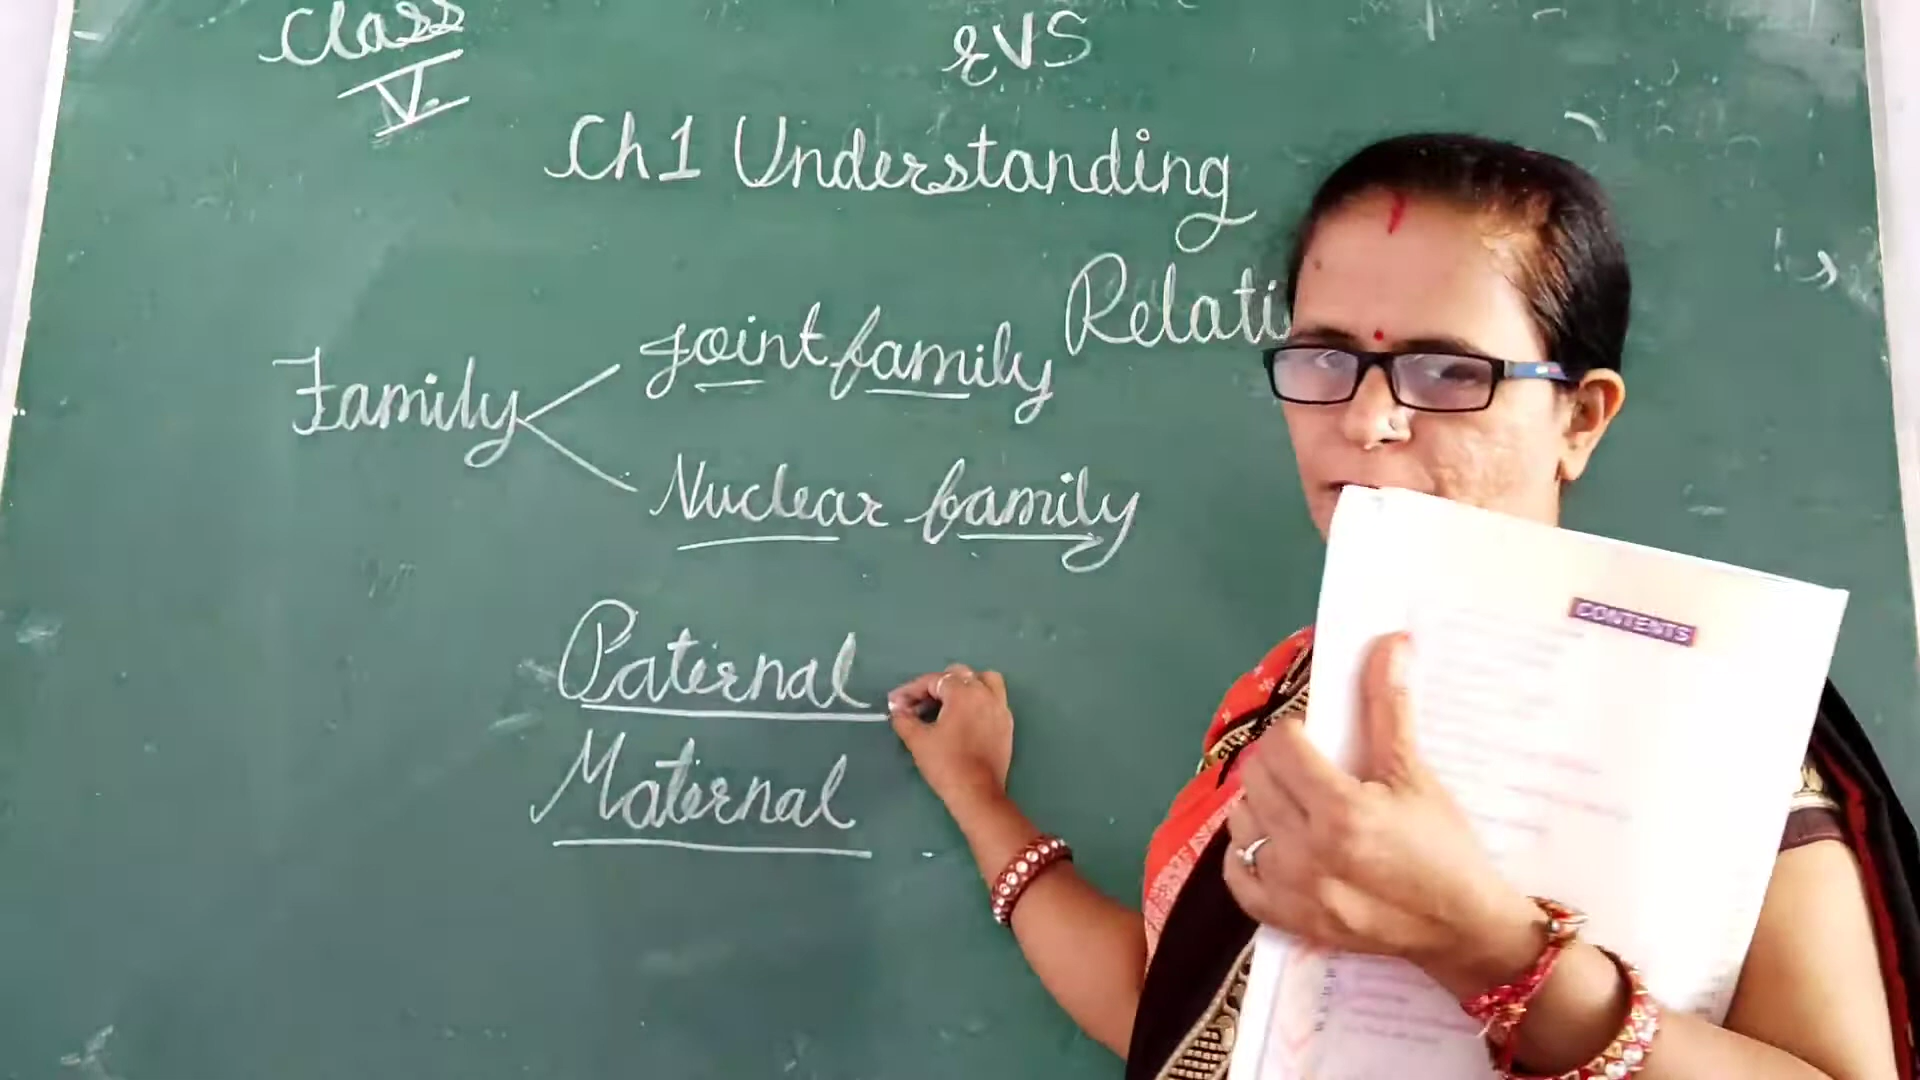 Class
V
EVS
Ch1 Understanding
Relati
Family
Joint family
Nuclear family
Paternal
Maternal
CONTENTS